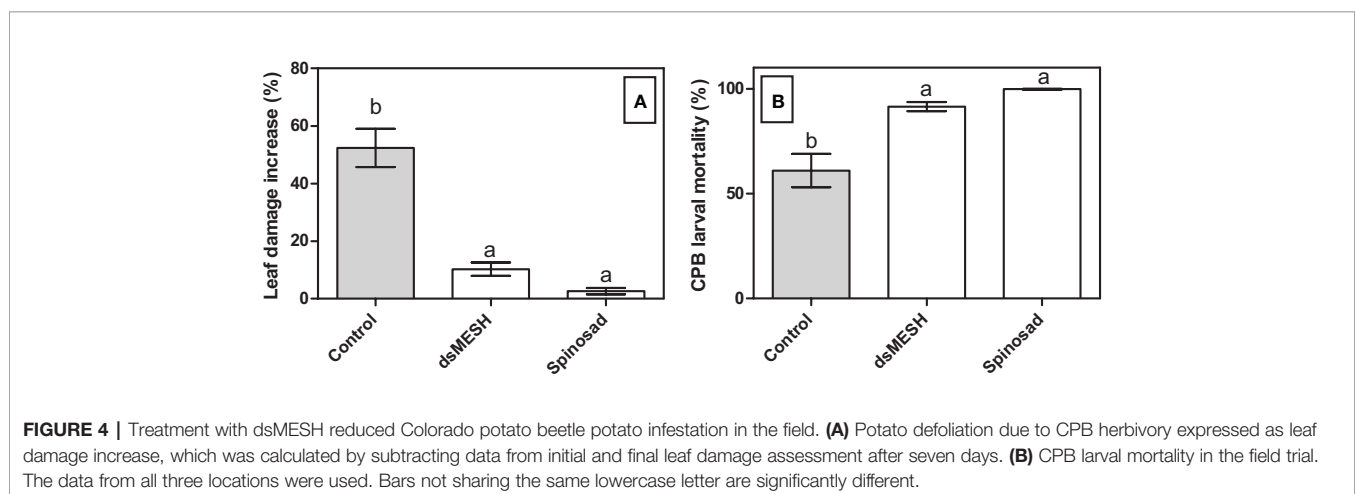 80
60
40
20
0
Leaf damage increase (%)
A
b
a
a
Control
dsMESH
Spinosad
100
50
0
CPB larval mortality (%)
B
b
a
a
Control
dsMESH
Spinosad
FIGURE 4 | Treatment with dsMESH reduced Colorado potato beetle potato infestation in the field. (A) Potato defoliation due to CPB herbivory expressed as leaf
damage increase, which was calculated by subtracting data from initial and final leaf damage assessment after seven days. (B) CPB larval mortality in the field trial.
The data from all three locations were used. Bars not sharing the same lowercase letter are significantly different.